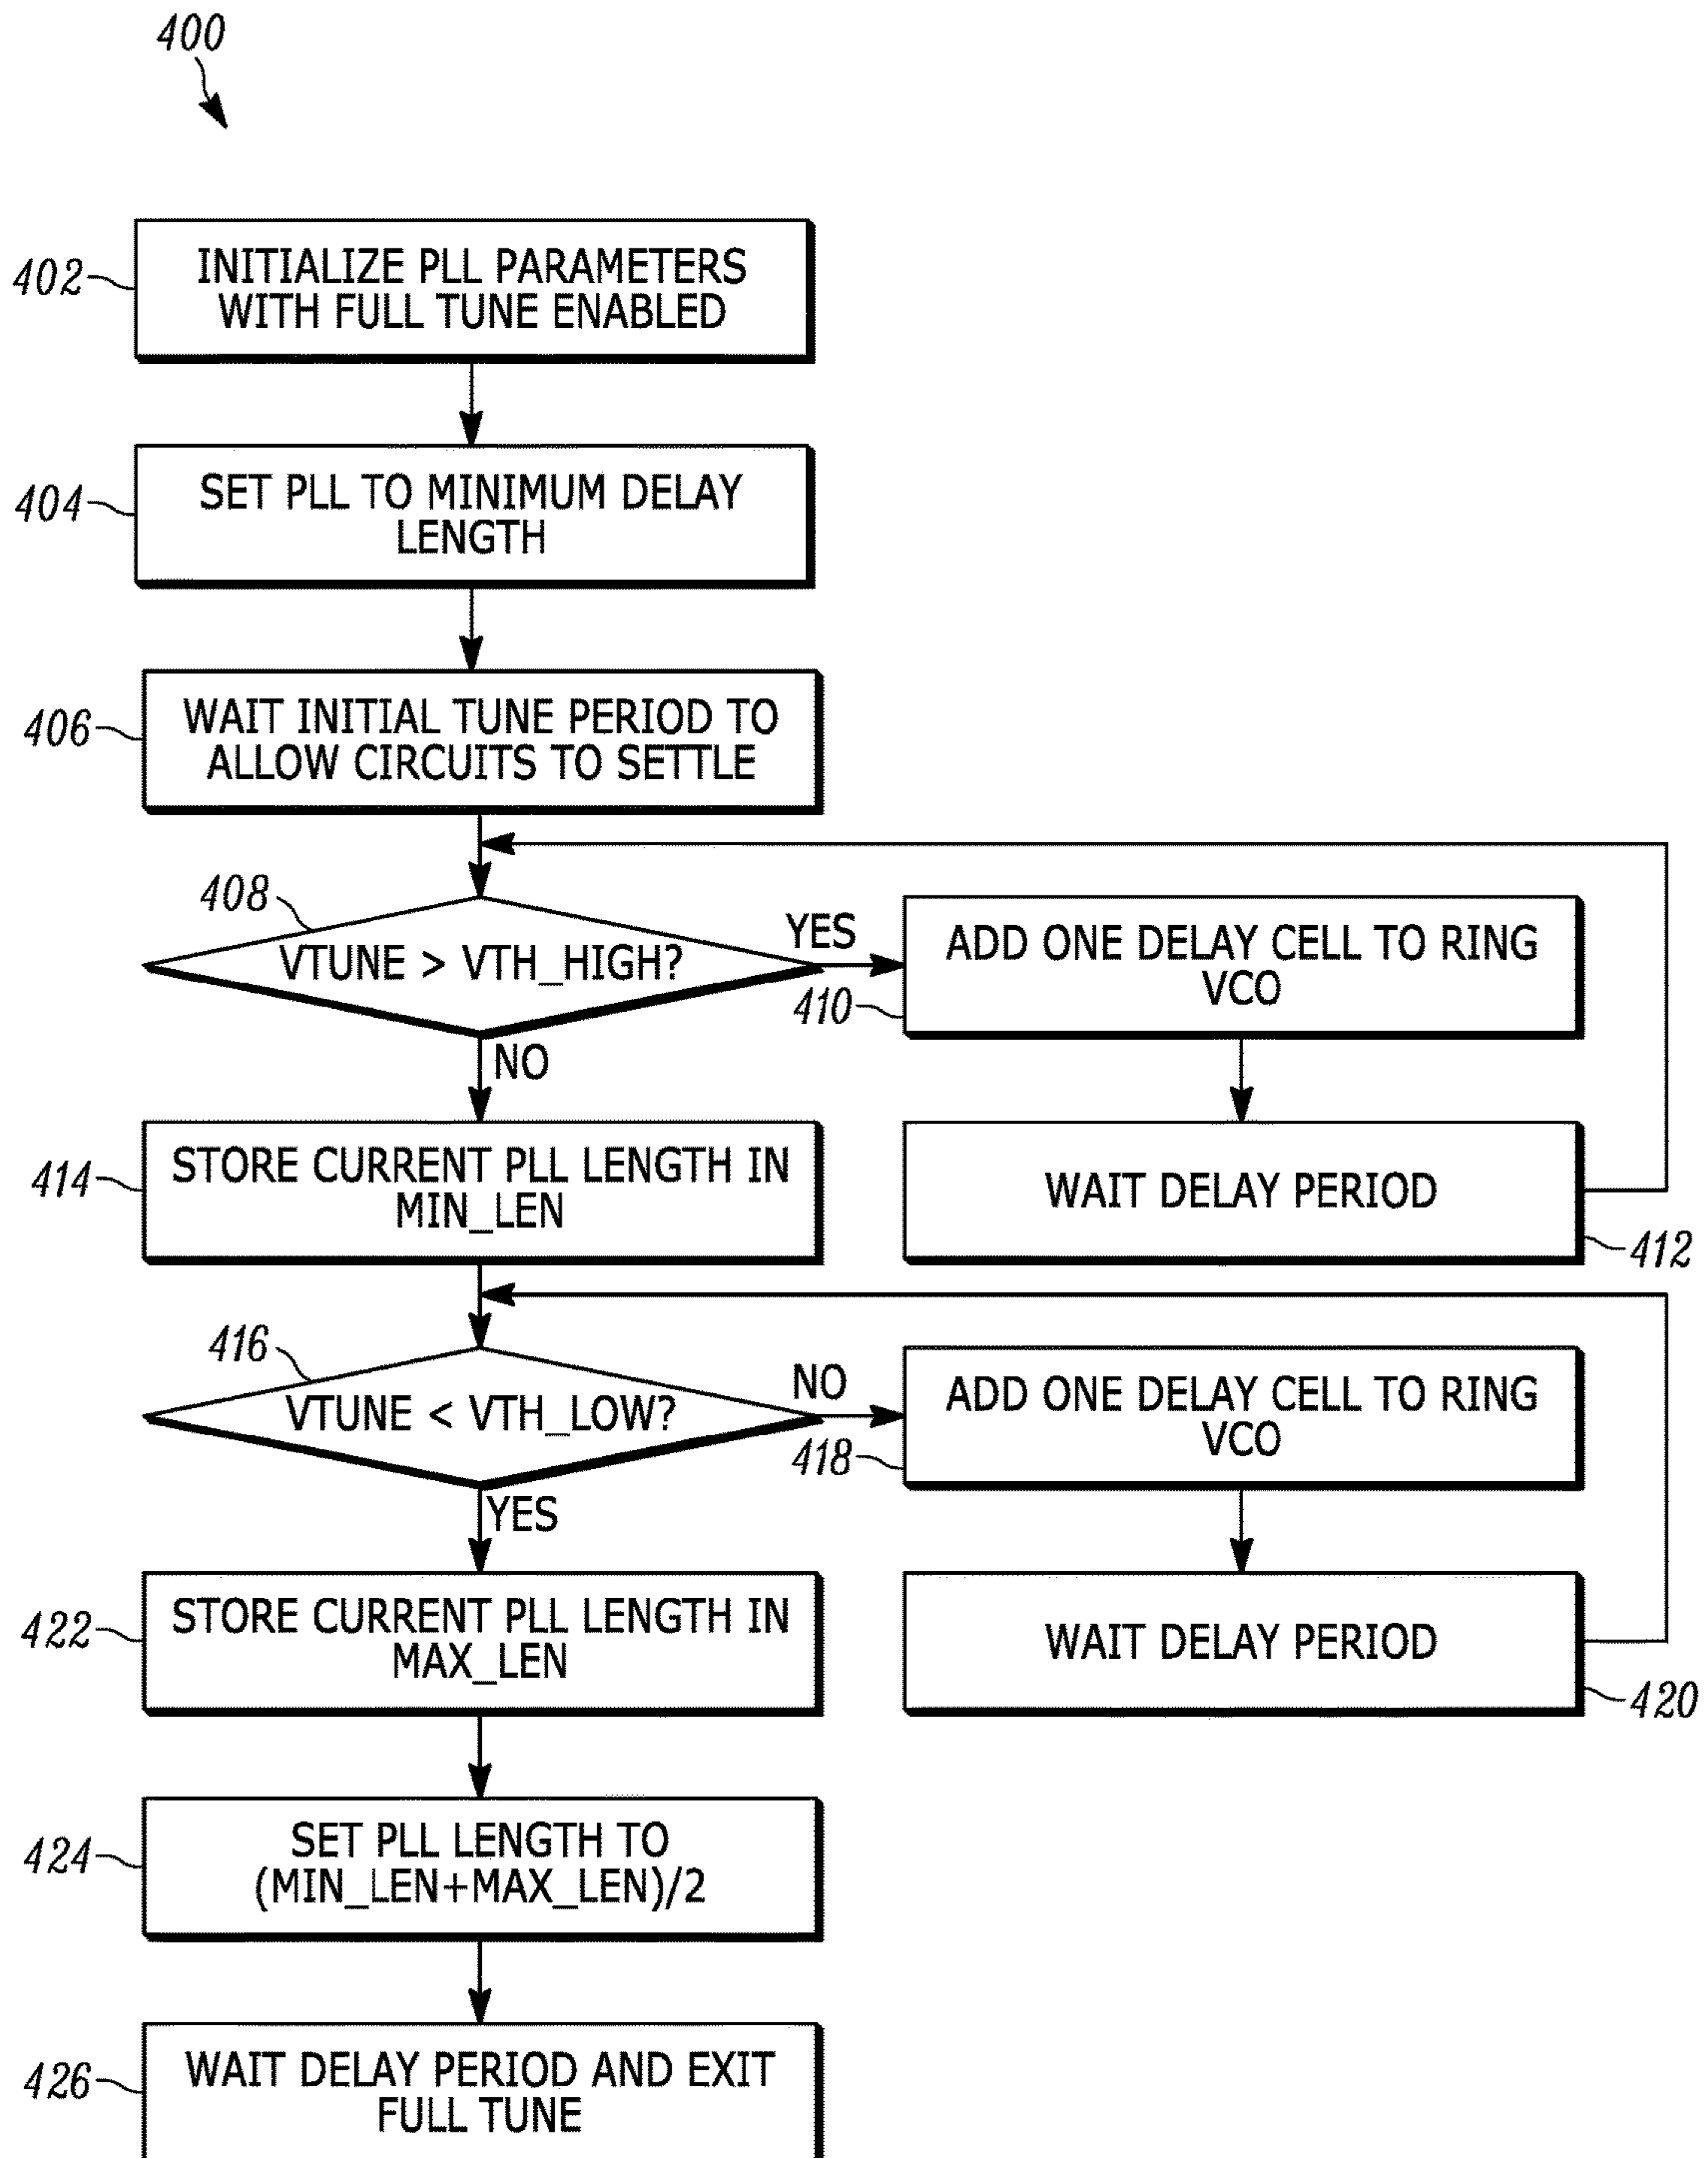 400
402
INITIALIZE PLL PARAMETERS
WITH FULL TUNE ENABLED
404
SET PLL TO MINIMUM DELAY
LENGTH
406
WAIT INITIAL TUNE PERIOD TO
ALLOW CIRCUITS TO SETTLE
408
VTUNE > VTH_HIGH?
YES
410
ADD ONE DELAY CELL TO RING
VCO
NO
414
STORE CURRENT PLL LENGTH IN
MIN_LEN
WAIT DELAY PERIOD
412
416
VTUNE < VTH_LOW?
NO
418
ADD ONE DELAY CELL TO RING
VCO
YES
422
STORE CURRENT PLL LENGTH IN
MAX_LEN
WAIT DELAY PERIOD
420
424
SET PLL LENGTH TO
(MIN_LEN+MAX_LEN)/2
426
WAIT DELAY PERIOD AND EXIT
FULL TUNE